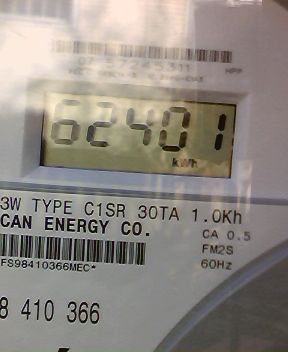 HPP
62401
kWh
3W TYPE C1SR 30TA 1.0Kh
CAN ENERGY CO.
CA 0.5
FM2S
60Hz
FS98410366MEC*
8 410 366